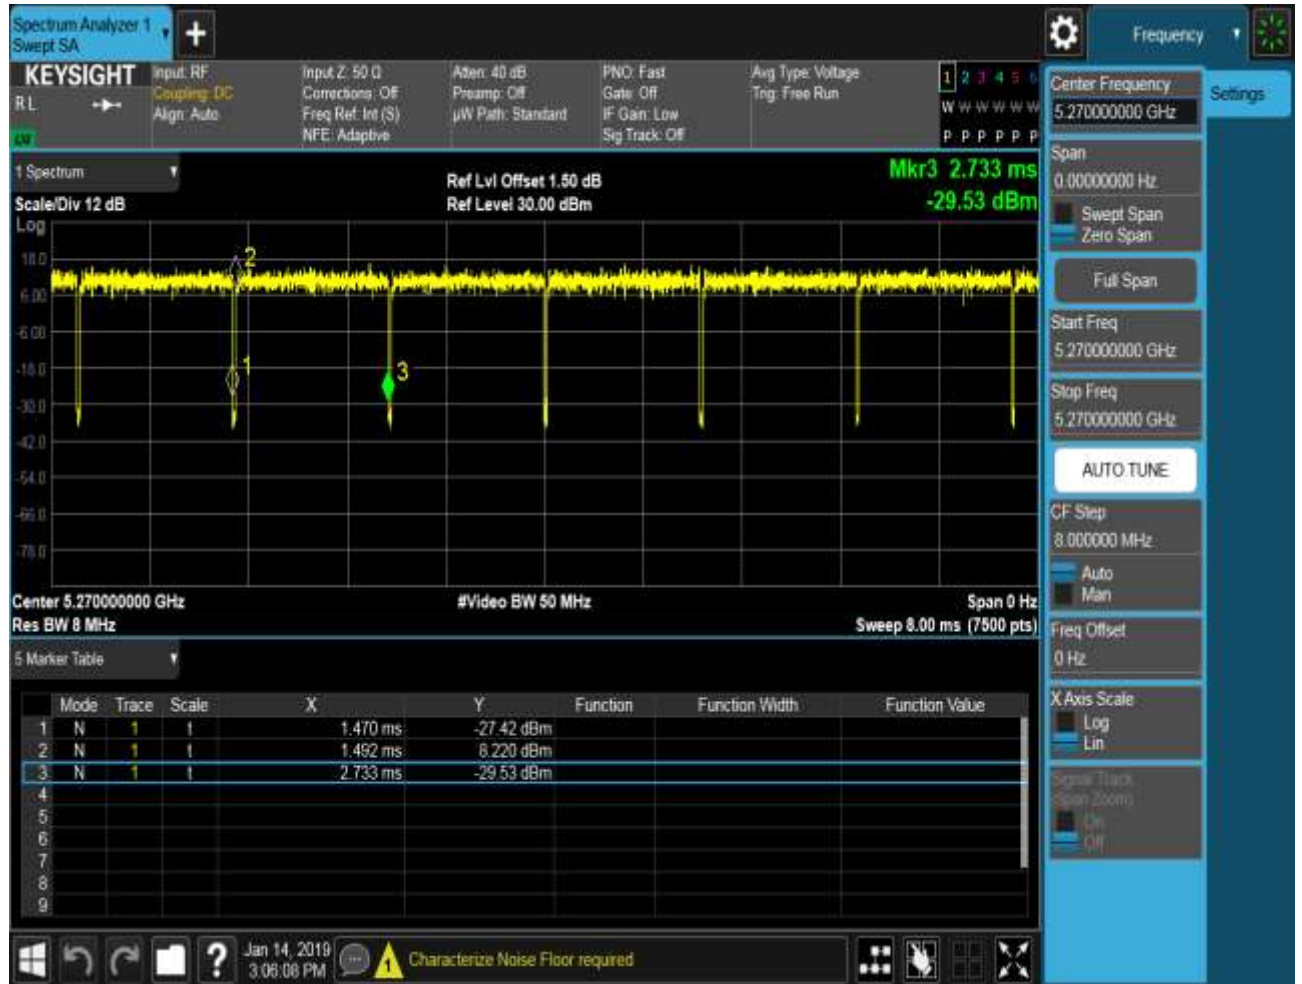 Spectrum Analyzer 1
Swept SA
+
Frequency
KEYSIGHT
RL
Input: RF
Coupling: DC
Align: Auto
Input Z: 50 Ω
Corrections: Off
Freq Ref: Int (S)
NFE: Adaptive
Atten: 40 dB
Preamp: Off
µW Path: Standard
PNO: Fast
Gate: Off
IF Gain: Low
Sig Track: Off
Avg Type: Voltage
Trig: Free Run
1 2 3 4 5 6
W W W W W W
P P P P P P
1 Spectrum
Scale/Div 12 dB
Ref Lvl Offset 1.50 dB
Ref Level 30.00 dBm
Mkr3 2.733 ms
-29.53 dBm
Log
18.0
6.00
-6.00
-18.0
-30.0
-42.0
-54.0
-66.0
-78.0
2
1
3
Center 5.270000000 GHz
Res BW 8 MHz
#Video BW 50 MHz
Span 0 Hz
Sweep 8.00 ms (7500 pts)
5 Marker Table
Mode Trace Scale X Y Function Function Width Function Value
1 N 1 t 1.470 ms -27.42 dBm
2 N 1 t 1.492 ms 8.220 dBm
3 N 1 t 2.733 ms -29.53 dBm
4
5
6
7
8
9
?
Jan 14, 2019
3:06:08 PM
1
Characterize Noise Floor required
Center Frequency
5.270000000 GHz
Settings
Span
0.00000000 Hz
Swept Span
Zero Span
Full Span
Start Freq
5.270000000 GHz
Stop Freq
5.270000000 GHz
AUTO TUNE
CF Step
8.000000 MHz
Auto
Man
Freq Offset
0 Hz
X Axis Scale
Log
Lin
Signal Track
(Span Zoom)
On
Off